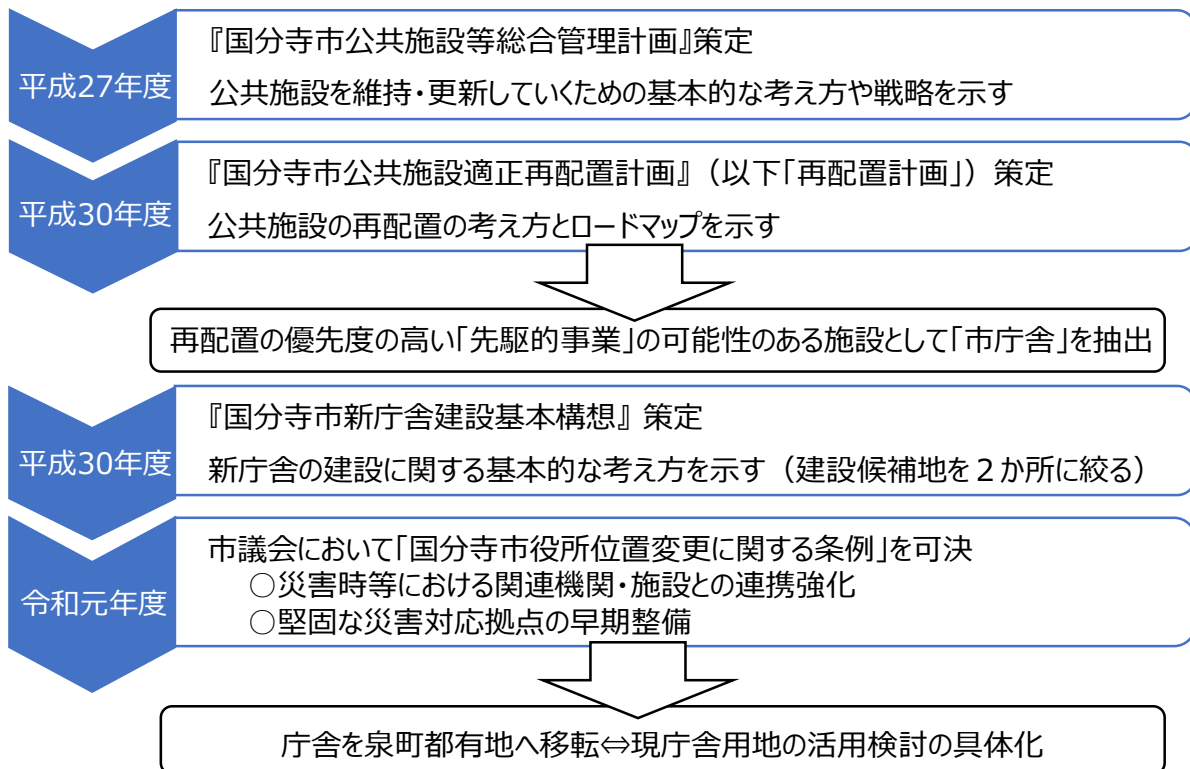 平成27年度
『国分寺市公共施設等総合管理計画』策定
公共施設を維持・更新していくための基本的な考え方や戦略を示す
平成30年度
『国分寺市公共施設適正再配置計画』（以下「再配置計画」）策定
公共施設の再配置の考え方とロードマップを示す
再配置の優先度の高い「先駆的事業」の可能性のある施設として「市庁舎」を抽出
平成30年度
『国分寺市新庁舎建設基本構想』 策定
新庁舎の建設に関する基本的な考え方を示す（建設候補地を２か所に絞る）
令和元年度
市議会において「国分寺市役所位置変更に関する条例」を可決
○災害時等における関連機関・施設との連携強化
○堅固な災害対応拠点の早期整備
庁舎を泉町都有地へ移転⇔現庁舎用地の活用検討の具体化